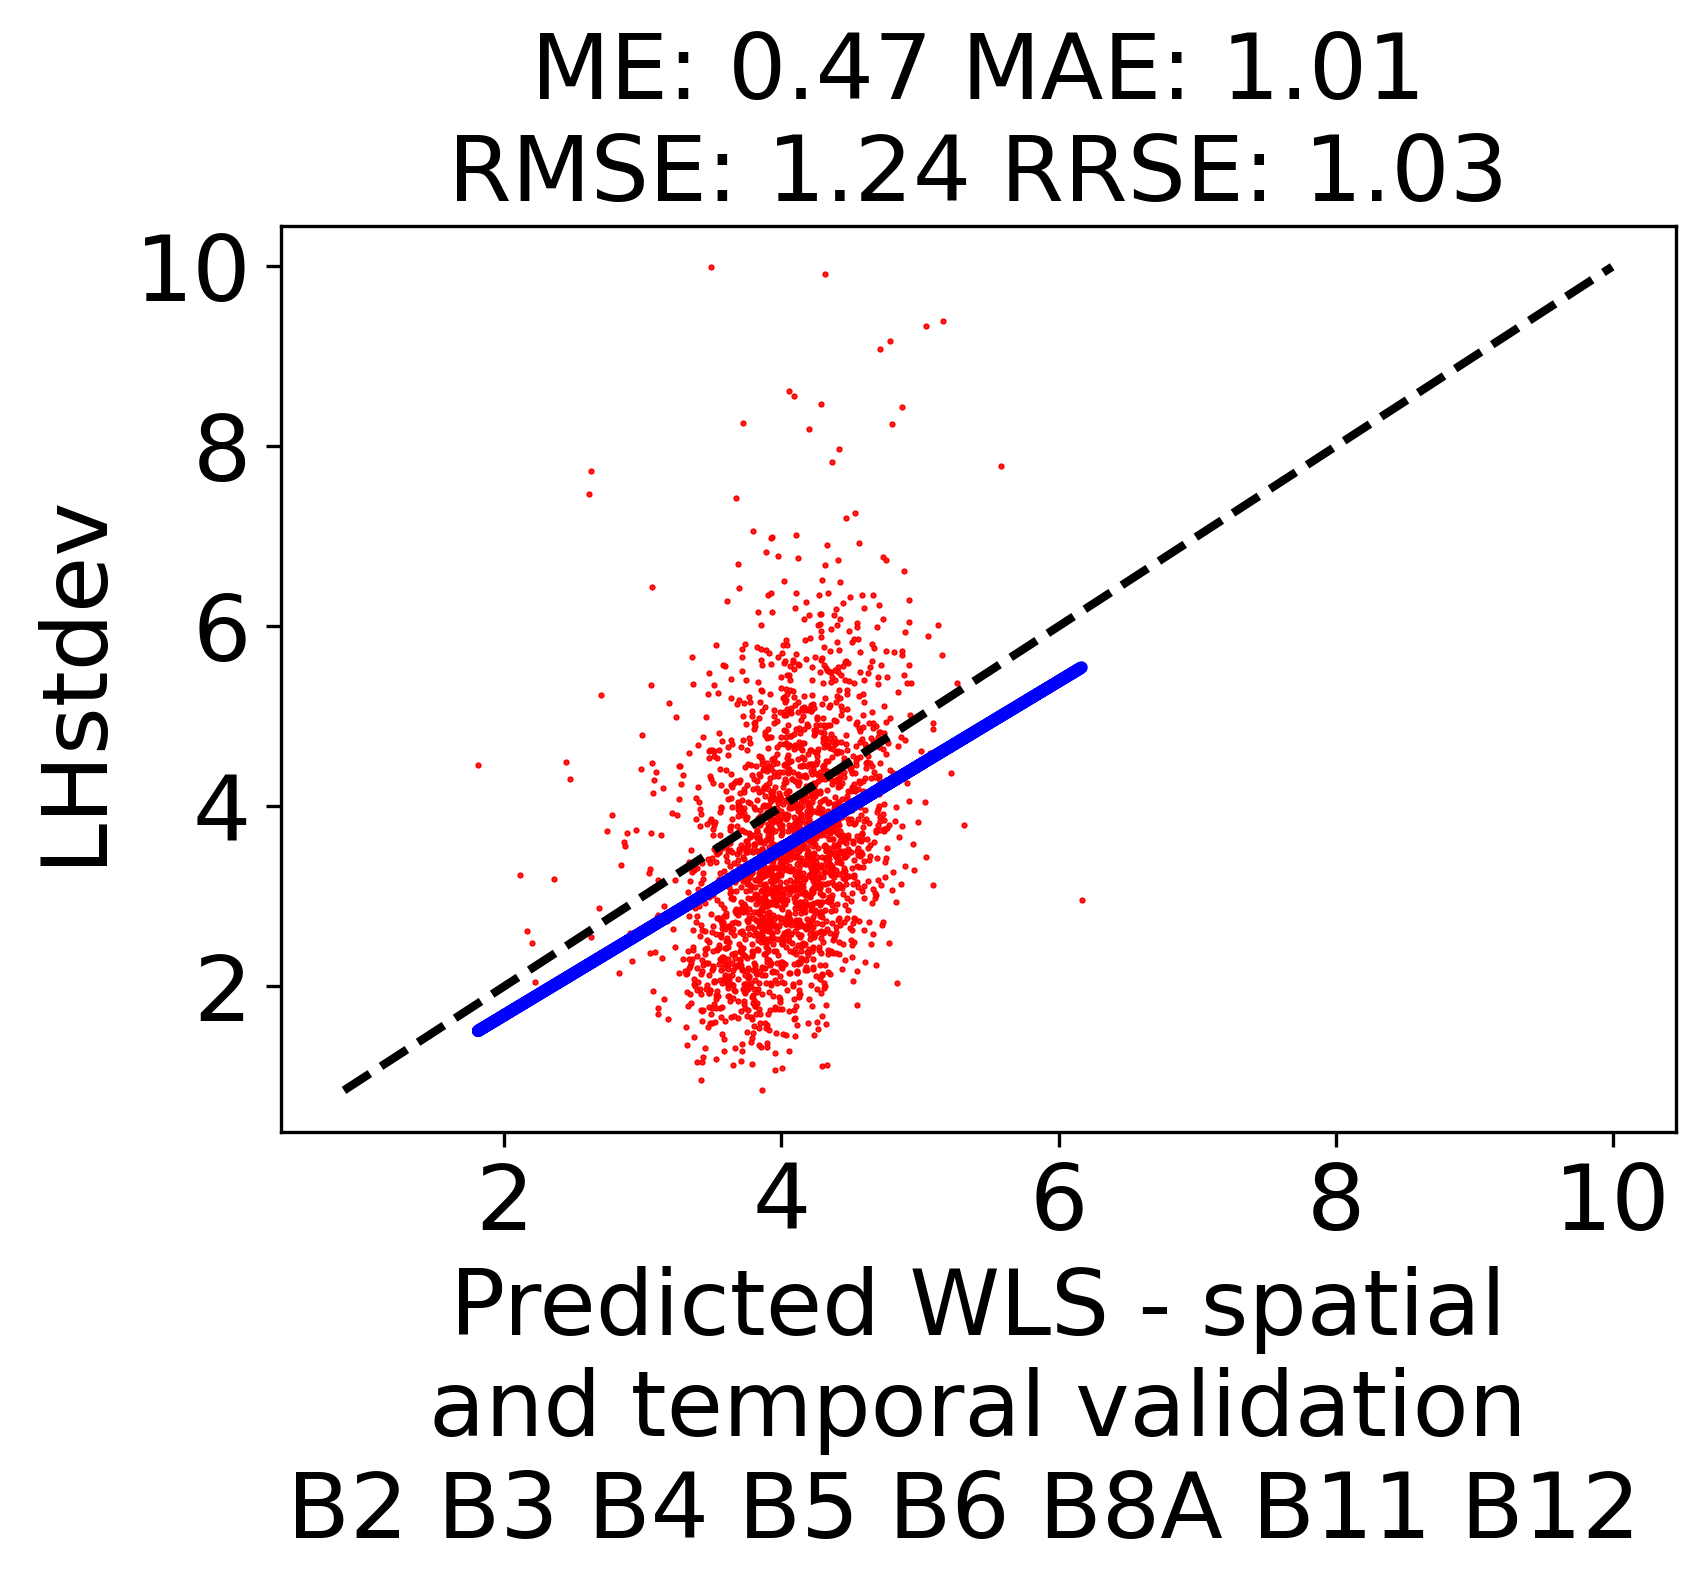 ME: 0.47 MAE: 1.01
RMSE: 1.24 RRSE: 1.03
10
8
6
4
2
LHstdev
2 4 6 8 10
Predicted WLS - spatial
and temporal validation
B2 B3 B4 B5 B6 B8A B11 B12